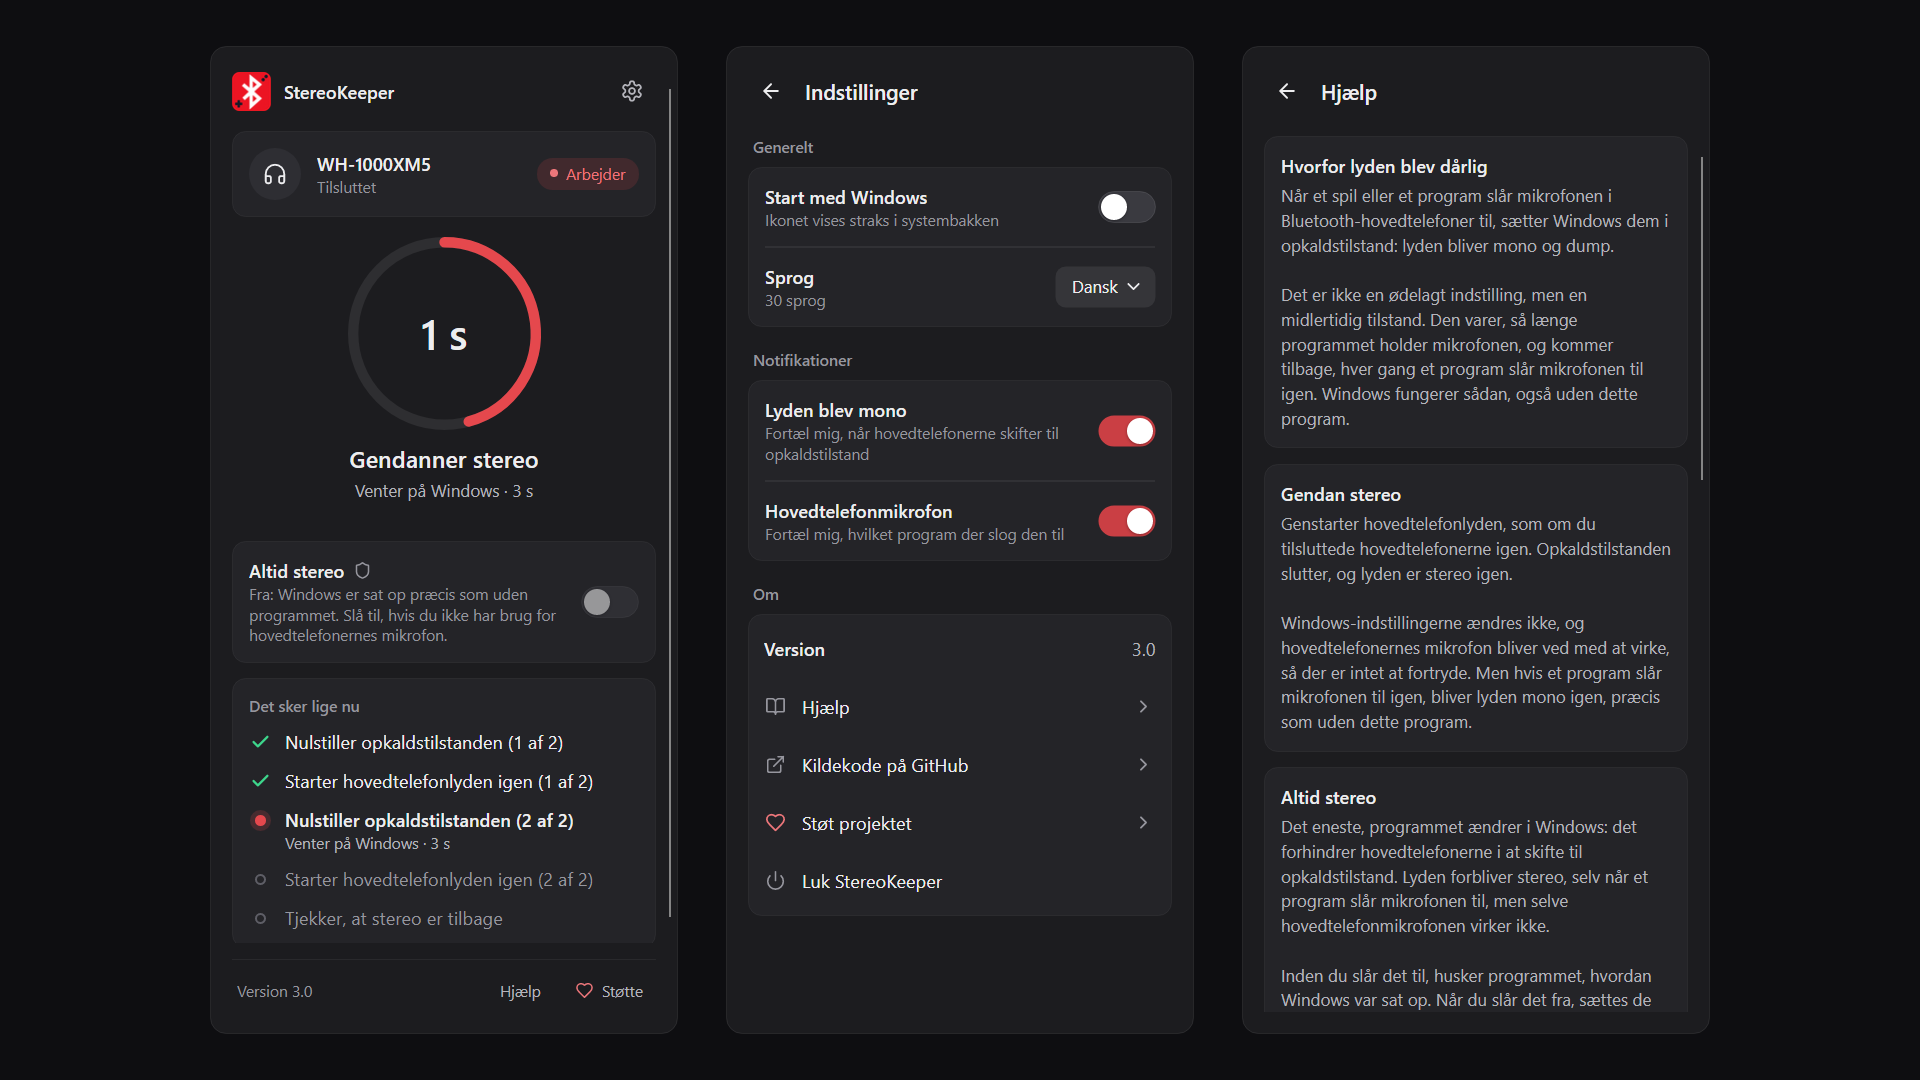 StereoKeeper
WH-1000XM5
Tilsluttet
Arbejder
1 s
Gendanner stereo
Venter på Windows · 3 s
Altid stereo
Fra: Windows er sat op præcis som uden
programmet. Slå til, hvis du ikke har brug for
hovedtelefonernes mikrofon.
Det sker lige nu
Nulstiller opkaldstilstanden (1 af 2)
Starter hovedtelefonlyden igen (1 af 2)
Nulstiller opkaldstilstanden (2 af 2)
Venter på Windows · 3 s
Starter hovedtelefonlyden igen (2 af 2)
Tjekker, at stereo er tilbage
Version 3.0
Hjælp
Støtte
Indstillinger
Generelt
Start med Windows
Ikonet vises straks i systembakken
Sprog
30 sprog
Dansk
Notifikationer
Lyden blev mono
Fortæl mig, når hovedtelefonerne skifter til
opkaldstilstand
Hovedtelefonmikrofon
Fortæl mig, hvilket program der slog den til
Om
Version
3.0
Hjælp
Kildekode på GitHub
Støt projektet
Luk StereoKeeper
Hjælp
Hvorfor lyden blev dårlig
Når et spil eller et program slår mikrofonen i
Bluetooth-hovedtelefoner til, sætter Windows dem i
opkaldstilstand: lyden bliver mono og dump.
Det er ikke en ødelagt indstilling, men en
midlertidig tilstand. Den varer, så længe
programmet holder mikrofonen, og kommer
tilbage, hver gang et program slår mikrofonen til
igen. Windows fungerer sådan, også uden dette
program.
Gendan stereo
Genstarter hovedtelefonlyden, som om du
tilsluttede hovedtelefonerne igen. Opkaldstilstanden
slutter, og lyden er stereo igen.
Windows-indstillingerne ændres ikke, og
hovedtelefonernes mikrofon bliver ved med at virke,
så der er intet at fortryde. Men hvis et program slår
mikrofonen til igen, bliver lyden mono igen, præcis
som uden dette program.
Altid stereo
Det eneste, programmet ændrer i Windows: det
forhindrer hovedtelefonerne i at skifte til
opkaldstilstand. Lyden forbliver stereo, selv når et
program slår mikrofonen til, men selve
hovedtelefonmikrofonen virker ikke.
Inden du slår det til, husker programmet, hvordan
Windows var sat op. Når du slår det fra, sættes de